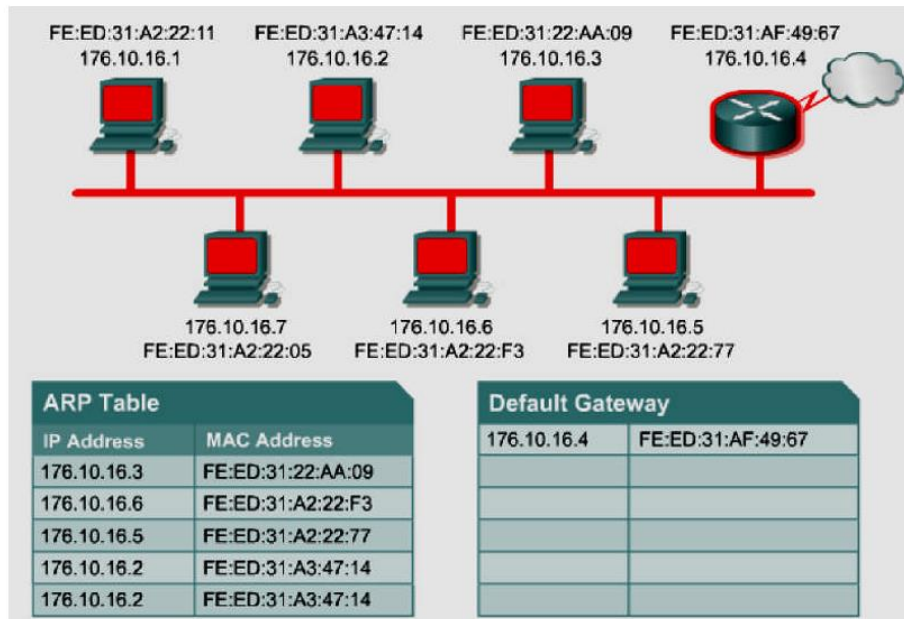 FE:ED:31:A2:22:11 FE:ED:31:A3:47:14 FE:ED:31:22:AA:09 FE:ED:31:AF:49:67
176.10.16.1 176.10.16.2 176.10.16.3 176.10.16.4
176.10.16.7 176.10.16.6 176.10.16.5
FE:ED:31:A2:22:05 FE:ED:31:A2:22:F3 FE:ED:31:A2:22:77
ARP Table
IP Address MAC Address
176.10.16.3 FE:ED:31:22:AA:09
176.10.16.6 FE:ED:31:A2:22:F3
176.10.16.5 FE:ED:31:A2:22:77
176.10.16.2 FE:ED:31:A3:47:14
176.10.16.2 FE:ED:31:A3:47:14
Default Gateway
176.10.16.4 FE:ED:31:AF:49:67